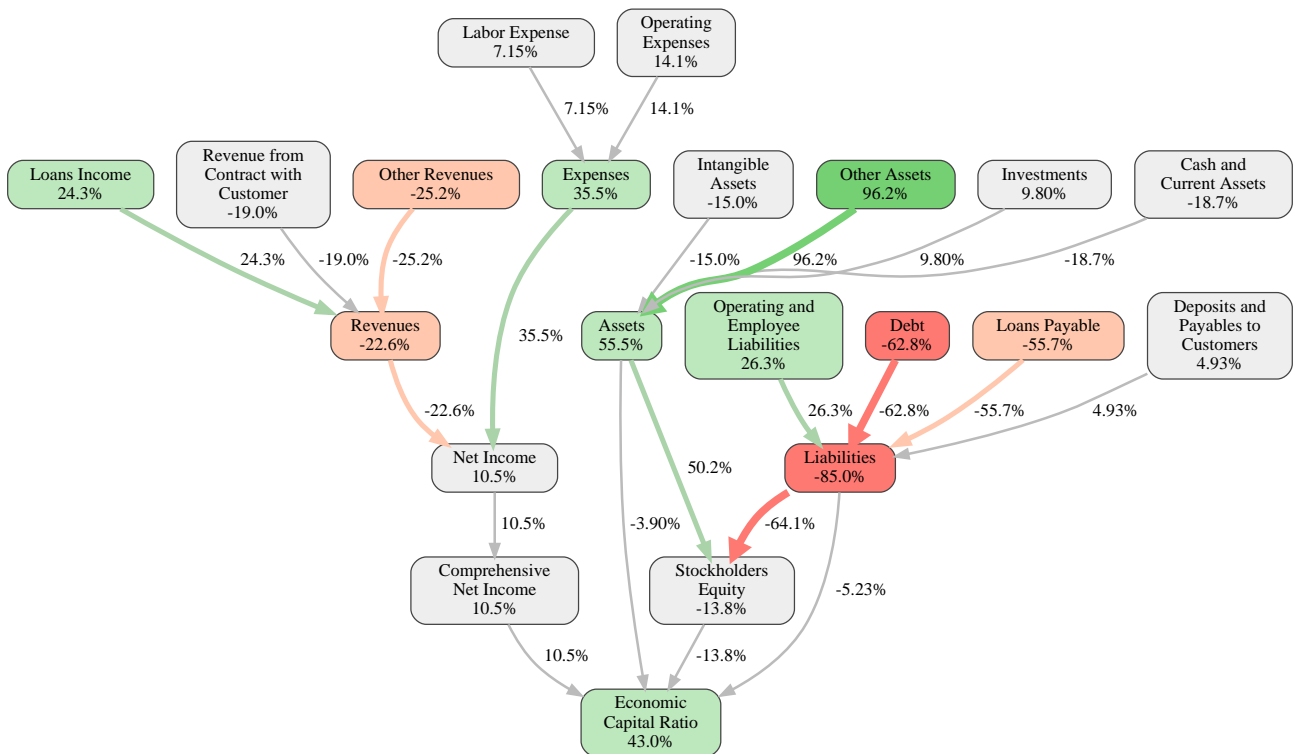 Labor Expense
7.15%
Operating
Expenses
14.1%
7.15%
14.1%
Loans Income
24.3%
Revenue from
Contract with
Customer
-19.0%
Other Revenues
-25.2%
Expenses
35.5%
Intangible
Assets
-15.0%
Other Assets
96.2%
Investments
9.80%
Cash and
Current Assets
-18.7%
24.3%
-19.0%
-25.2%
-15.0%
96.2%
9.80%
-18.7%
Revenues
-22.6%
35.5%
Assets
55.5%
Operating and
Employee
Liabilities
26.3%
Debt
-62.8%
Loans Payable
-55.7%
Deposits and
Payables to
Customers
4.93%
-22.6%
26.3%
-62.8%
-55.7%
4.93%
Net Income
10.5%
50.2%
Liabilities
-85.0%
10.5%
-3.90%
-64.1%
Comprehensive
Net Income
10.5%
Stockholders
Equity
-13.8%
-5.23%
10.5%
-13.8%
Economic
Capital Ratio
43.0%